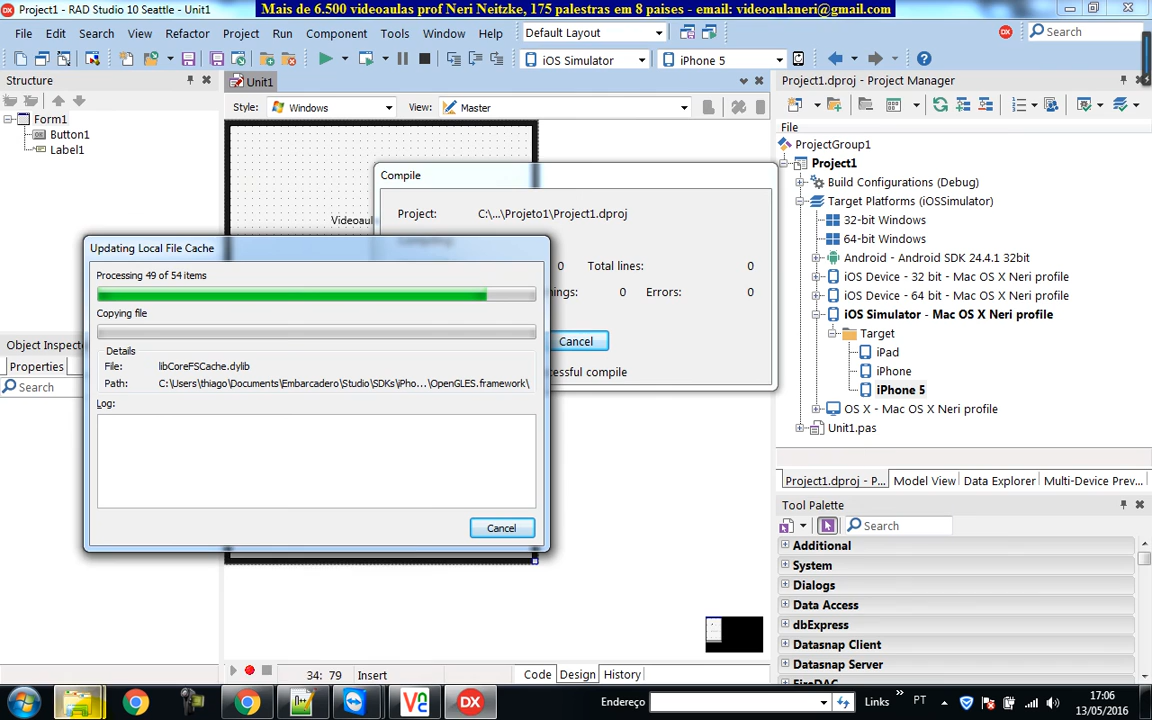 Project1 - RAD Studio 10 Seattle - Unit1
Mais de 6.500 videoaulas prof Neri Neitzke, 175 palestras em 8 paises - email: videoaulaneri@gmail.com
File Edit Search View Refactor Project Run Component Tools Window Help
Default Layout
Search
iOS Simulator
iPhone 5
Structure
Form1
Button1
Label1
Unit1
Style: Windows
View: Master
Videoaul
Compile
Project: C:\...\Projeto1\Project1.dproj
0 Total lines: 0
nings: 0 Errors: 0
Cancel
cessful compile
Updating Local File Cache
Processing 49 of 54 items
Copying file
Details
File: libCoreFSCache.dylib
Path: C:\Users\thiago\Documents\Embarcadero\Studio\SDKs\iPho...\OpenGLES.framework\
Log:
Cancel
Object Inspecto
Properties
Search
Project1.dproj - Project Manager
File
ProjectGroup1
Project1
Build Configurations (Debug)
Target Platforms (iOSSimulator)
32-bit Windows
64-bit Windows
Android - Android SDK 24.4.1 32bit
iOS Device - 32 bit - Mac OS X Neri profile
iOS Device - 64 bit - Mac OS X Neri profile
iOS Simulator - Mac OS X Neri profile
Target
iPad
iPhone
iPhone 5
OS X - Mac OS X Neri profile
Unit1.pas
Project1.dproj - P... Model View Data Explorer Multi-Device Prev...
Tool Palette
Search
Additional
System
Dialogs
Data Access
dbExpress
Datasnap Client
Datasnap Server
FireDAC
34: 79 Insert
Code Design History
DX
Endereço
Links
PT
17:06
13/05/2016